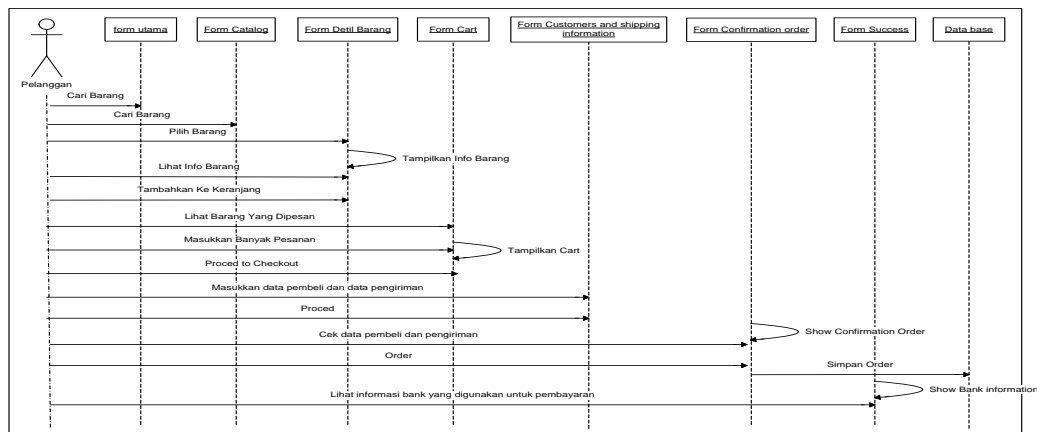 form utama
Form Catalog
Form Detil Barang
Form Cart
Form Customers and shipping
information
Form Confirmation order
Form Success
Data base
Pelanggan
Cari Barang
Cari Barang
Pilih Barang
Tampilkan Info Barang
Lihat Info Barang
Tambahkan Ke Keranjang
Lihat Barang Yang Dipesan
Masukkan Banyak Pesanan
Tampilkan Cart
Proced to Checkout
Masukkan data pembeli dan data pengiriman
Proced
Show Confirmation Order
Cek data pembeli dan pengiriman
Order
Simpan Order
Show Bank information
Lihat informasi bank yang digunakan untuk pembayaran